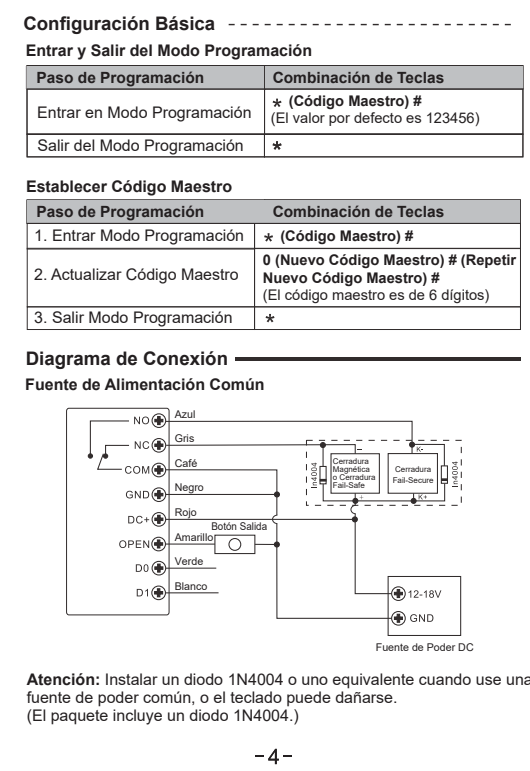 Configuración Básica
Entrar y Salir del Modo Programación
Paso de Programación Combinación de Teclas
Entrar en Modo Programación * (Código Maestro) #
(El valor por defecto es 123456)
Salir del Modo Programación *
Establecer Código Maestro
Paso de Programación Combinación de Teclas
1. Entrar Modo Programación * (Código Maestro) #
2. Actualizar Código Maestro 0 (Nuevo Código Maestro) # (Repetir
Nuevo Código Maestro) #
(El código maestro es de 6 dígitos)
3. Salir Modo Programación *
Diagrama de Conexión
Fuente de Alimentación Común
NO Azul
NC Gris
COM Café
GND Negro
DC+ Rojo
OPEN Amarillo
D0 Verde
D1 Blanco
Botón Salida
In4004
−
Cerradura
Magnética
o Cerradura
Fail-Safe
+
K-
Cerradura
Fail-Secure
K+
In4004
12-18V
GND
Fuente de Poder DC
Atención: Instalar un diodo 1N4004 o uno equivalente cuando use una
fuente de poder común, o el teclado puede dañarse.
(El paquete incluye un diodo 1N4004.)
-4-